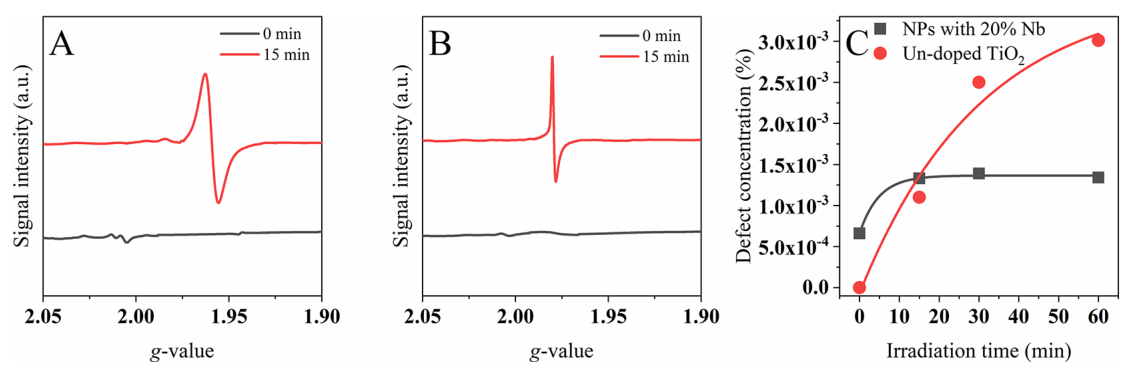 A
0 min
15 min
Signal intensity (a.u.)
2.05 2.00 1.95 1.90
g-value
B
0 min
15 min
Signal intensity (a.u.)
2.05 2.00 1.95 1.90
g-value
C
NPs with 20% Nb
Un-doped TiO₂
Defect concentration (%)
3.0x10⁻³
2.5x10⁻³
2.0x10⁻³
1.5x10⁻³
1.0x10⁻³
5.0x10⁻⁴
0.0
0 10 20 30 40 50 60
Irradiation time (min)